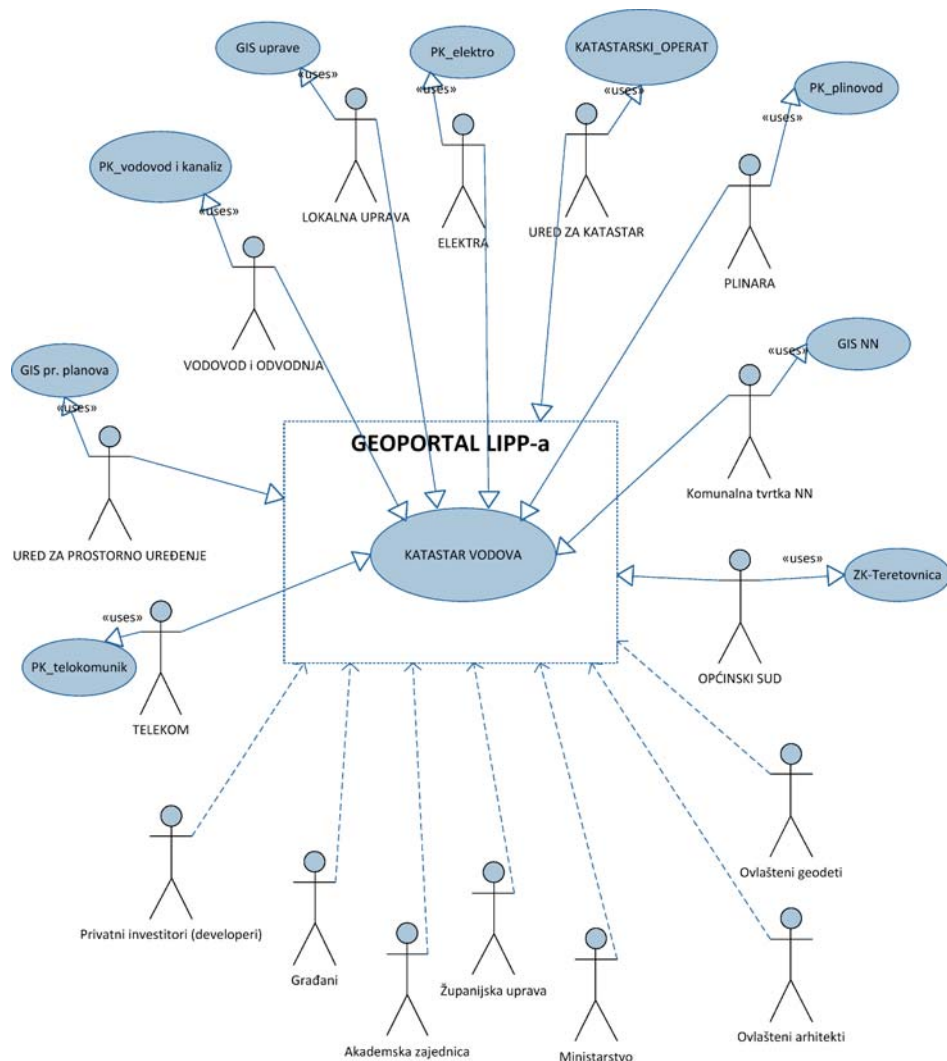 GIS uprave
«uses»
PK_elektro
«uses»
KATASTARSKI_OPERAT
«uses»
PK_plinovod
«uses»
PK_vodovod i kanaliz
«uses»
LOKALNA UPRAVA
ELEKTRA
URED ZA KATASTAR
PLINARA
VODOVOD i ODVODNJA
GIS pr. planova
«uses»
GIS NN
«uses»
GEOPORTAL LIPP-a
Komunalna tvrtka NN
URED ZA PROSTORNO UREĐENJE
KATASTAR VODOVA
«uses»
ZK-Teretovnica
«uses»
PK_telokomunik
OPĆINSKI SUD
TELEKOM
Privatni investitori (developeri)
Građani
Akademska zajednica
Županijska uprava
Ministarstvo
Ovlašteni geodeti
Ovlašteni arhitekti